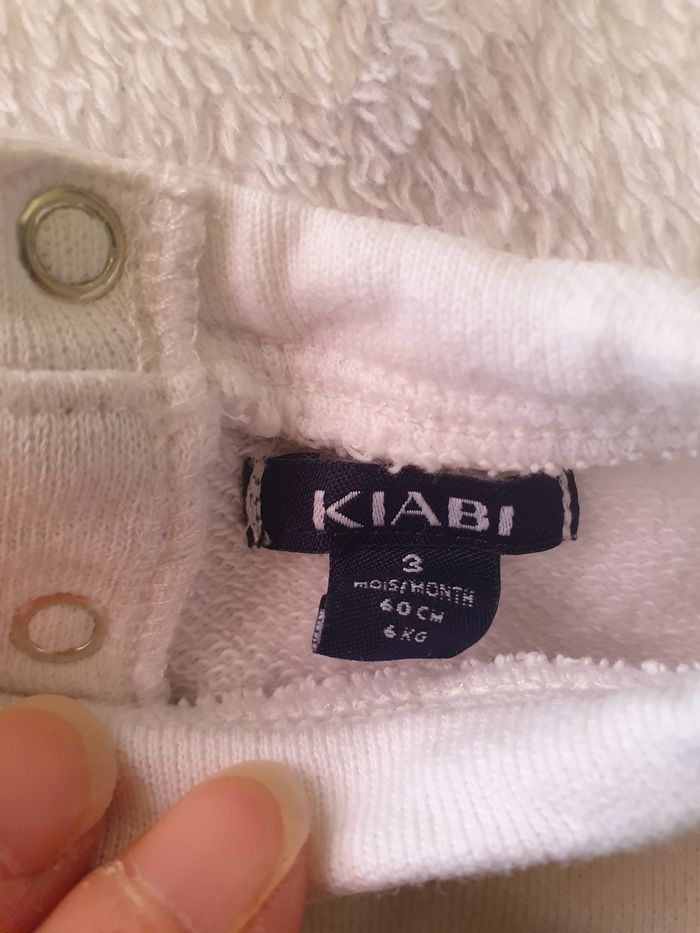 KIABI
3
MOIS/MONTH
60 CM
6 KG